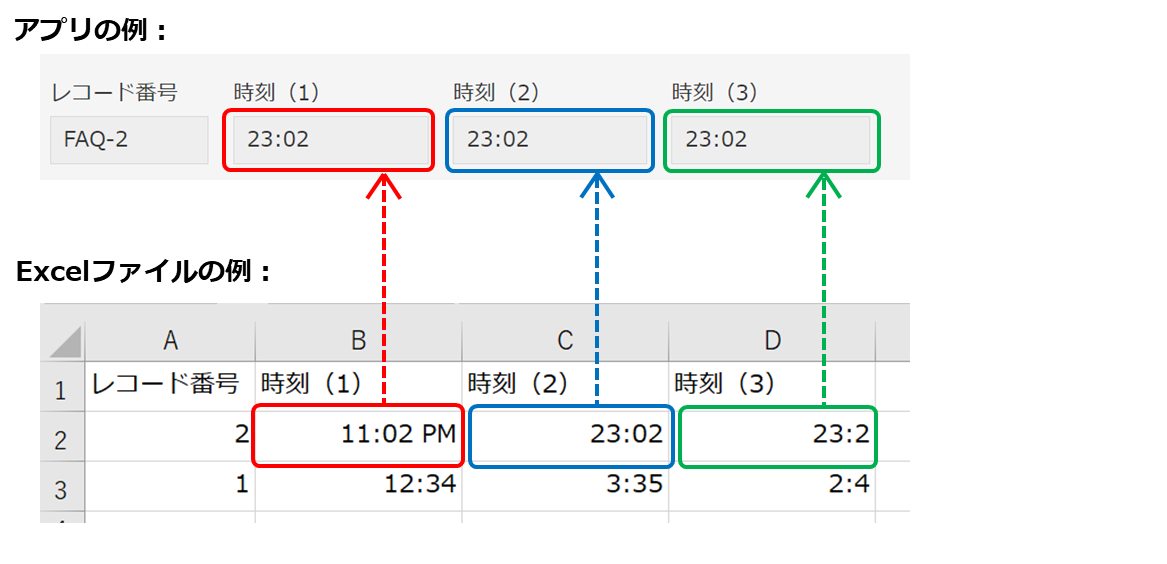 アプリの例：
レコード番号 時刻（1） 時刻（2） 時刻（3）
FAQ-2 23:02 23:02 23:02
Excelファイルの例：
A B C D
1 レコード番号 時刻（1） 時刻（2） 時刻（3）
2 2 11:02 PM 23:02 23:2
3 1 12:34 3:35 2:4